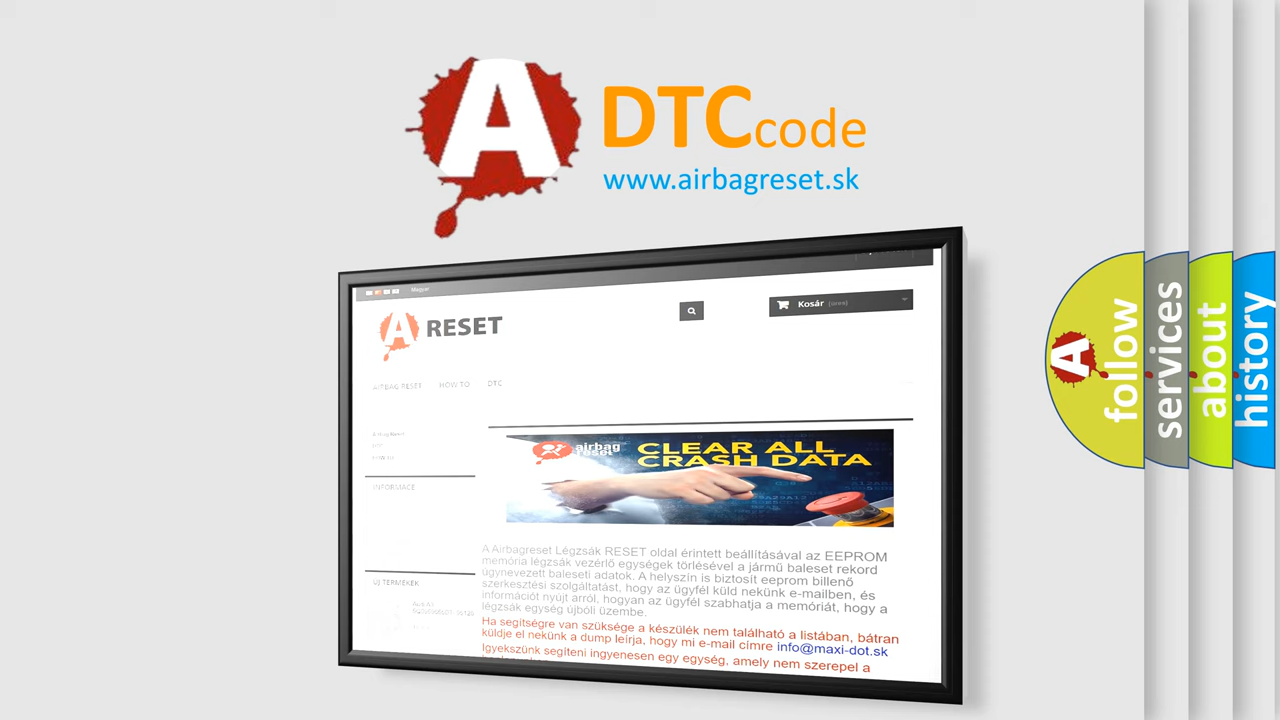 A
DTC code
www.airbagreset.sk
Magyar
A RESET
Kosár
AIRBAG RESET HOW TO DTC
airbag
reset
CLEAR ALL
CRASH DATA
INFORMACE
A Airbagreset Légzsák RESET oldal érintett beállításával az EEPROM
memória légzsák vezérlő egységek törlésével a jármű baleset rekord
úgynevezett baleseti adatok. A helyszín is biztosít eeprom billenő
szerkesztési szolgáltatást, hogy az ügyfél küld nekünk e-mailben, és
információt nyújt arról, hogyan az ügyfél szabhatja a memóriát, hogy a
légzsák egység újbóli üzembe.
Ha segítségre van szüksége a készülék nem található a listában, bátran
küldje el nekünk a dump leírja, hogy mi e-mail címre info@maxi-dot.sk
Igyekszünk segíteni ingyenesen egy egység, amely nem szerepel a
ÚJ TERMÉKEK
A
follow
services
about
history